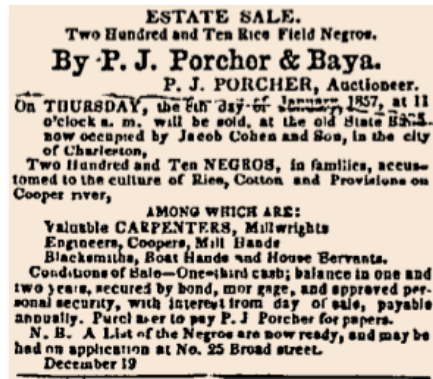 ESTATE SALE.
Two Hundred and Ten Rice Field Negros.
By P. J. Porcher & Baya.
P. J. PORCHER, Auctioneer.
On THURSDAY, the day of January, 1857, at 11
o'clock a. m. will be sold, at the old State
now occupied by Jacob Cohen and Son, in the city
of Charleston,
Two Hundred and Ten NEGROS, in families, accus-
tomed to the culture of Rice, Cotton and Provisions on
Cooper river,
AMONG WHICH ARE:
Valuable CARPENTERS, Millwrights
Engineers, Coopers, Mill Hands
Blacksmiths, Boat Hands and House Servants.
Conditions of Sale—One-third cash; balance in one and
two years, secured by bond, mor gage, and approved per-
sonal security, with interest from day of sale, payable
annually. Purchaser to pay P. J Porcher for papers.
N. B. A List of the Negros are now ready, and may be
had on application at No. 25 Broad street.
December 19